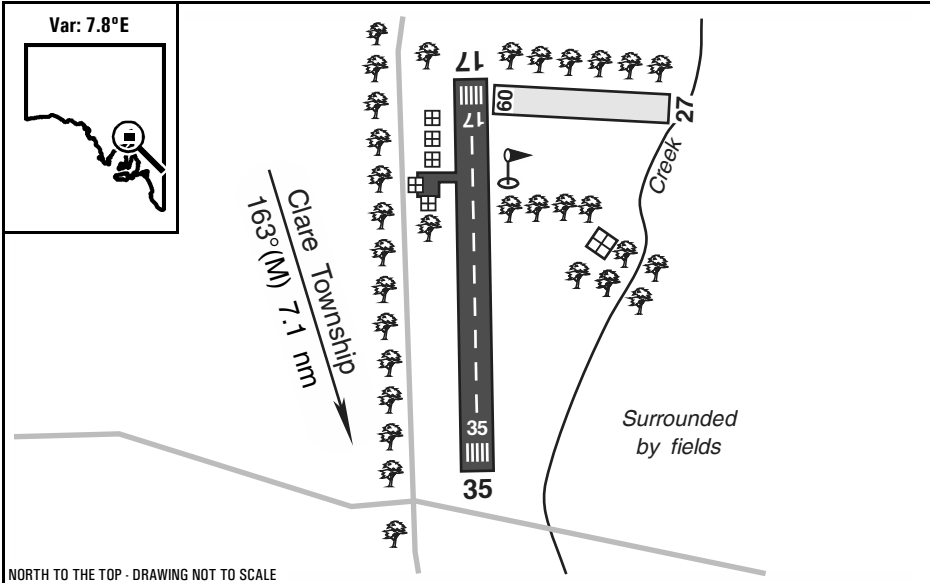 Var: 7.8ºE
17
17
09
27
Creek
Clare Township
163°(M) 7.1 nm
Surrounded
by fields
35
35
NORTH TO THE TOP - DRAWING NOT TO SCALE